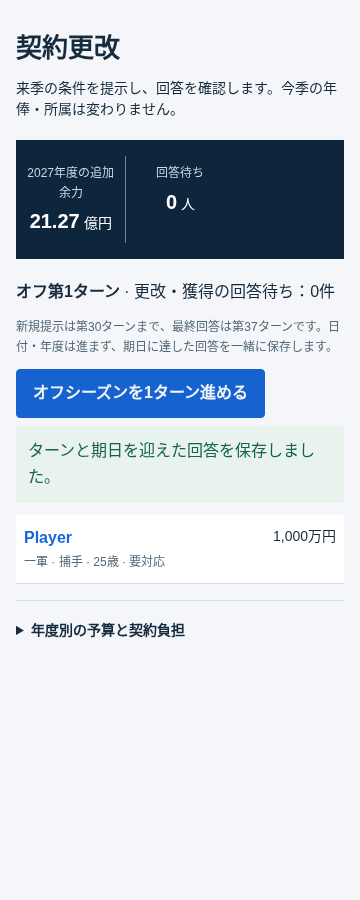 契約更改
来季の条件を提示し、回答を確認します。今季の年
俸・所属は変わりません。
2027年度の追加
余力
21.27 億円
回答待ち
0 人
オフ第1ターン · 更改・獲得の回答待ち：0件
新規提示は第30ターンまで、最終回答は第37ターンです。日
付・年度は進まず、期日に達した回答を一緒に保存します。
オフシーズンを1ターン進める
ターンと期日を迎えた回答を保存しまし
た。
Player
1,000万円
一軍 · 捕手 · 25歳 · 要対応
▶ 年度別の予算と契約負担